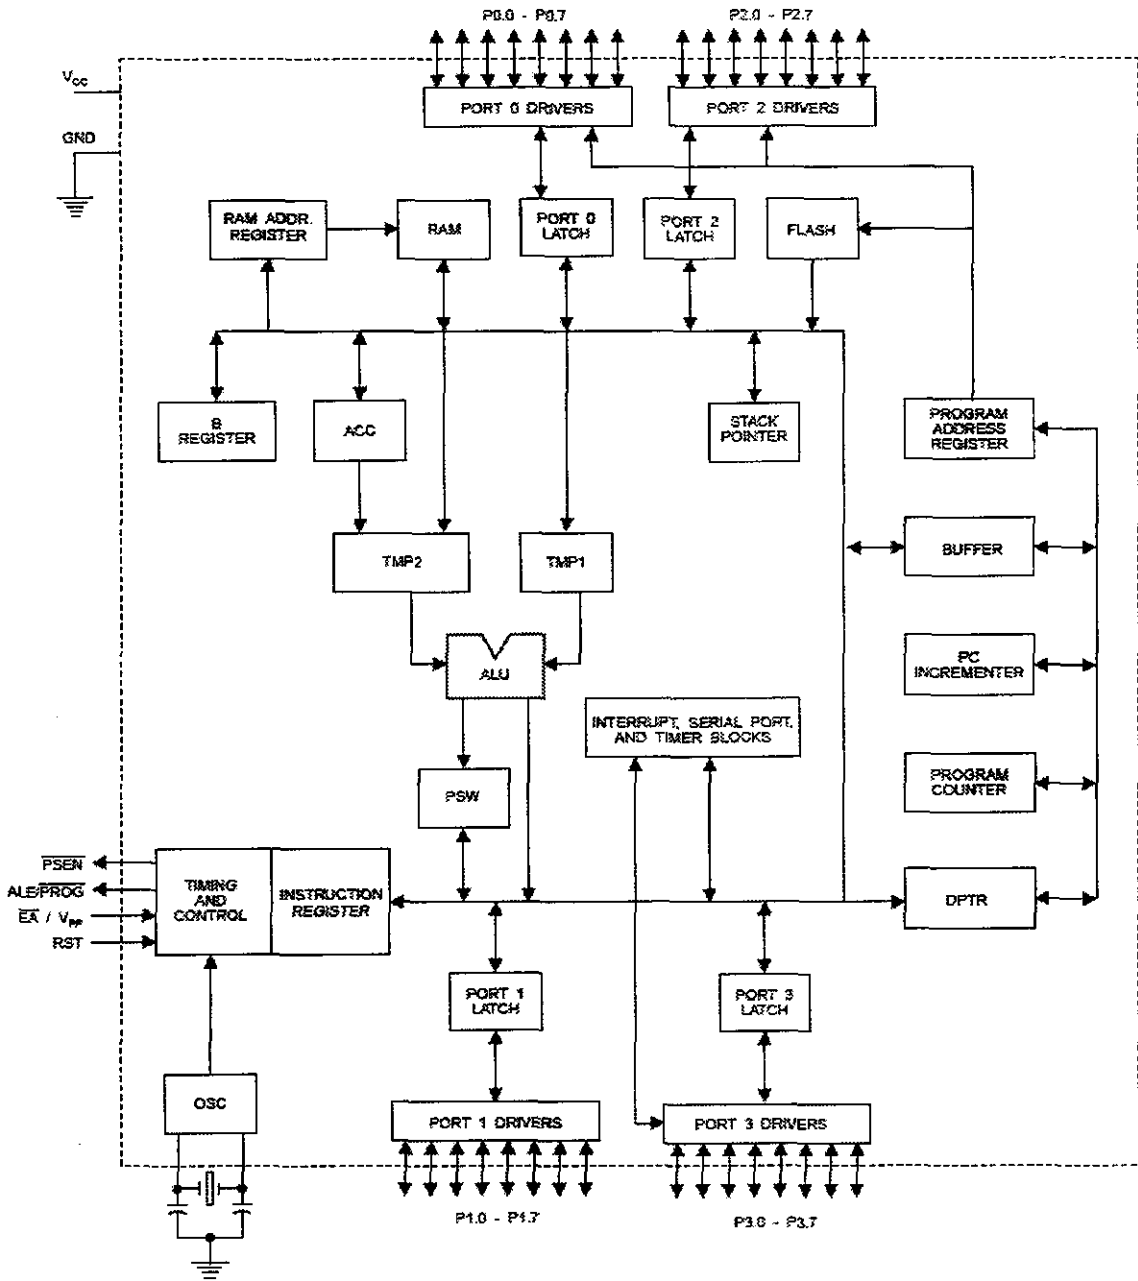 P0.0 - P0.7
P2.0 - P2.7
VCC
GND
PORT 0 DRIVERS
PORT 2 DRIVERS
RAM ADDR.
REGISTER
RAM
PORT 0
LATCH
PORT 2
LATCH
FLASH
B
REGISTER
ACC
STACK
POINTER
PROGRAM
ADDRESS
REGISTER
TMP2
TMP1
BUFFER
ALU
PC
INCREMENTER
INTERRUPT, SERIAL PORT,
AND TIMER BLOCKS
PSW
PROGRAM
COUNTER
PSEN
ALE/PROG
EA / VPP
RST
TIMING
AND
CONTROL
INSTRUCTION
REGISTER
DPTR
PORT 1
LATCH
PORT 3
LATCH
OSC
PORT 1 DRIVERS
PORT 3 DRIVERS
P1.0 - P1.7
P3.0 - P3.7